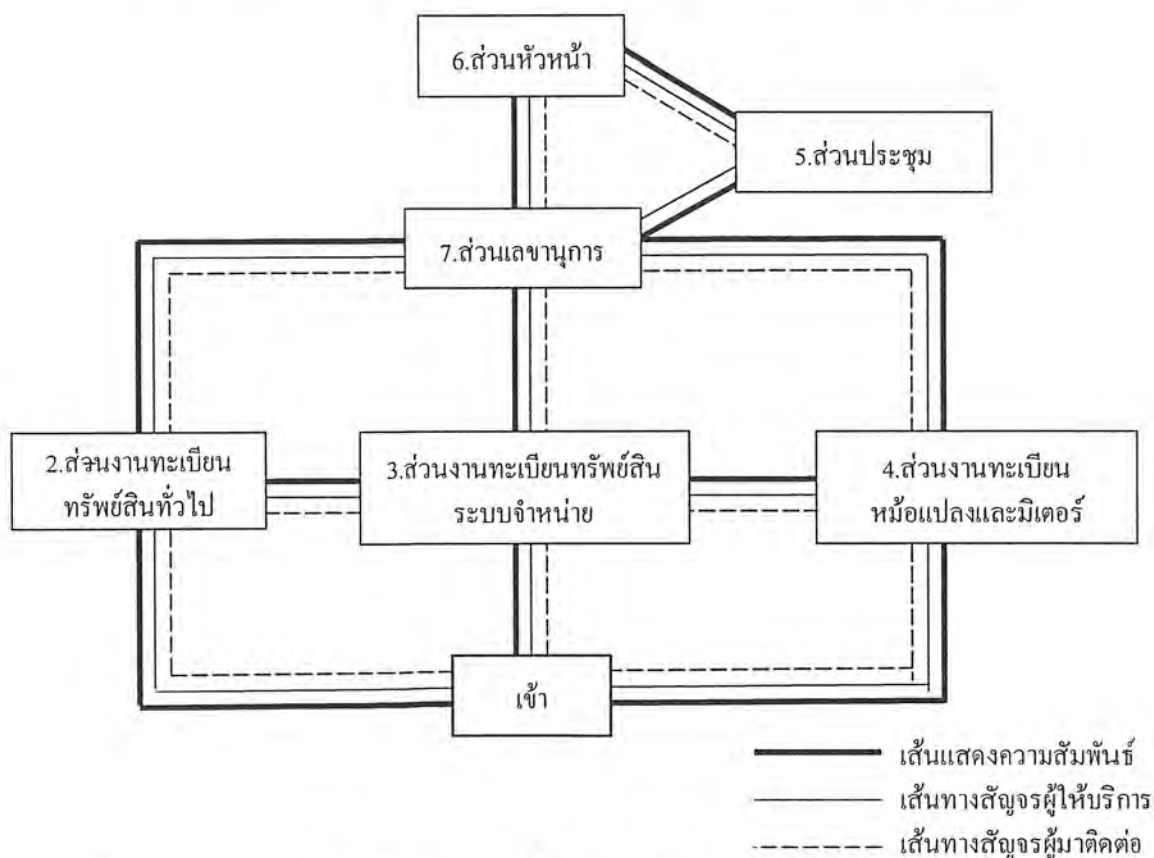 6.ส่วนหัวหน้า
5.ส่วนประชุม
7.ส่วนเลขานุการ
2.ส่วนงานทะเบียน
ทรัพย์สินทั่วไป
3.ส่วนงานทะเบียนทรัพย์สิน
ระบบจำหน่าย
4.ส่วนงานทะเบียน
หม้อแปลงและมิเตอร์
เข้า
เส้นแสดงความสัมพันธ์
เส้นทางสัญจรผู้ให้บริการ
เส้นทางสัญจรผู้มาติดต่อ